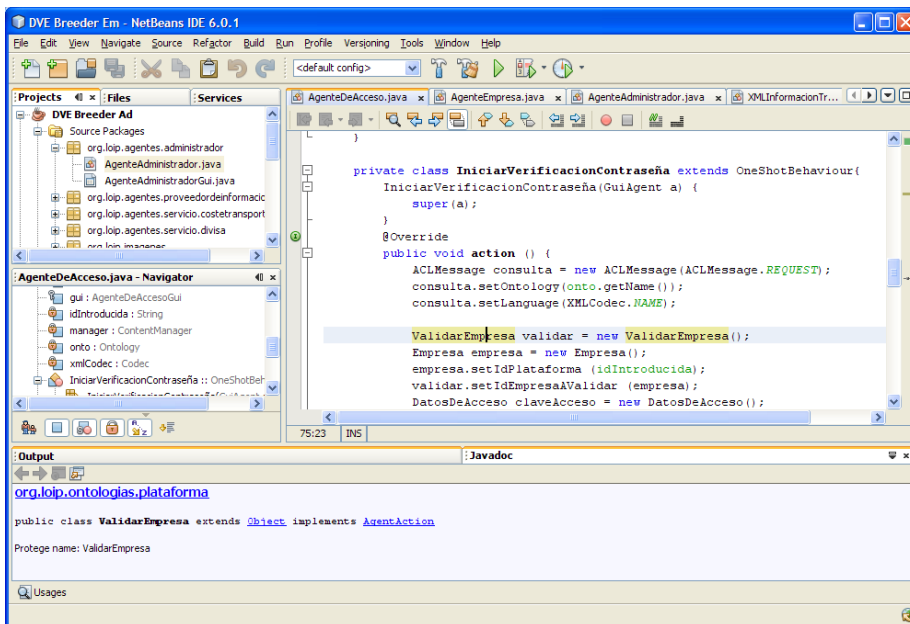 DVE Breeder Em - NetBeans IDE 6.0.1
File Edit View Navigate Source Refactor Build Run Profile Versioning Tools Window Help
<default config>
Projects Files Services
DVE Breeder Ad
Source Packages
org.loip.agentes.administrador
AgenteAdministrador.java
AgenteAdministradorGui.java
org.loip.agentes.proveedordeinformacio
org.loip.agentes.servicio.costetransport
org.loip.agentes.servicio.divisa
org.loip.imagenes
AgenteDeAcceso.java - Navigator
gui : AgenteDeAccesoGui
idIntroducida : String
manager : ContentManager
onto : Ontology
xmlCodec : Codec
IniciarVerificacionContraseña :: OneShotBeh
AgenteDeAcceso.java x AgenteEmpresa.java x AgenteAdministrador.java x XMLInformacionTr...
}
private class IniciarVerificacionContraseña extends OneShotBehaviour{
IniciarVerificacionContraseña(GuiAgent a) {
super(a);
}
@Override
public void action () {
ACLMessage consulta = new ACLMessage(ACLMessage.REQUEST);
consulta.setOntology(onto.getName());
consulta.setLanguage(XMLCodec.NAME);
ValidarEmpresa validar = new ValidarEmpresa();
Empresa empresa = new Empresa();
empresa.setIdPlataforma (idIntroducida);
validar.setIdEmpresaAValidar (empresa);
DatosDeAcceso claveAcceso = new DatosDeAcceso();
75:23 INS
Output Javadoc
org.loip.ontologias.plataforma
public class ValidarEmpresa extends Object implements AgentAction
Protege name: ValidarEmpresa
Usages